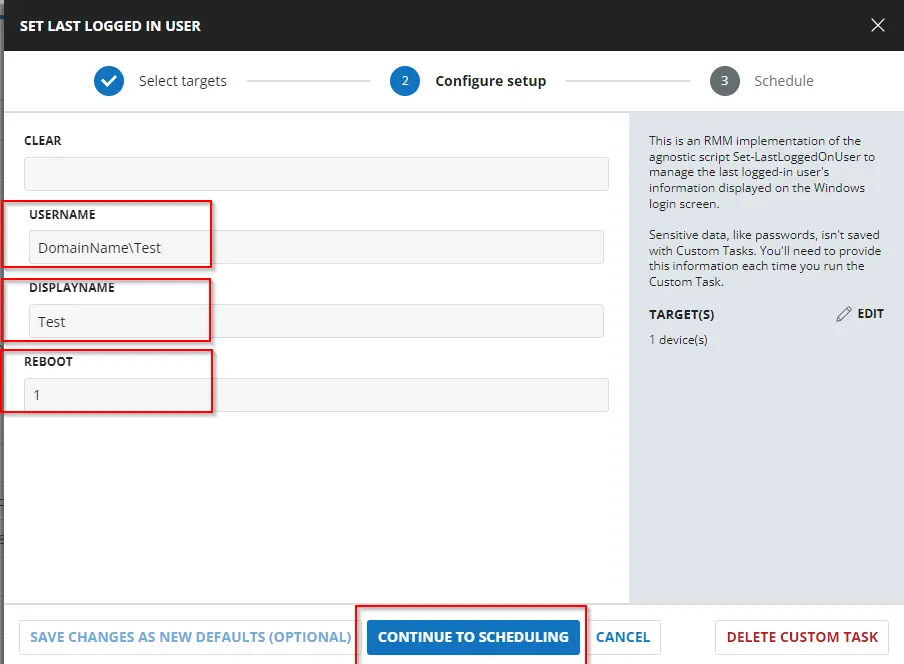 SET LAST LOGGED IN USER
Select targets
2
Configure setup
3
Schedule
CLEAR
USERNAME
DomainName\Test
DISPLAYNAME
Test
REBOOT
1
This is an RMM implementation of the
agnostic script Set-LastLoggedOnUser to
manage the last logged-in user's
information displayed on the Windows
login screen.
Sensitive data, like passwords, isn't saved
with Custom Tasks. You'll need to provide
this information each time you run the
Custom Task.
TARGET(S)
EDIT
1 device(s)
SAVE CHANGES AS NEW DEFAULTS (OPTIONAL)
CONTINUE TO SCHEDULING
CANCEL
DELETE CUSTOM TASK